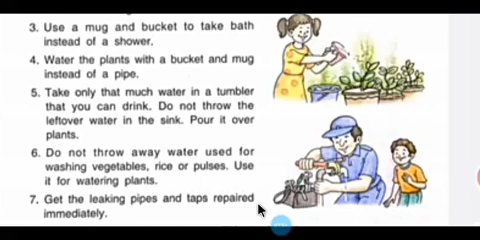 3. Use a mug and bucket to take bath
instead of a shower.
4. Water the plants with a bucket and mug
instead of a pipe.
5. Take only that much water in a tumbler
that you can drink. Do not throw the
leftover water in the sink. Pour it over
plants.
6. Do not throw away water used for
washing vegetables, rice or pulses. Use
it for watering plants.
7. Get the leaking pipes and taps repaired
immediately.